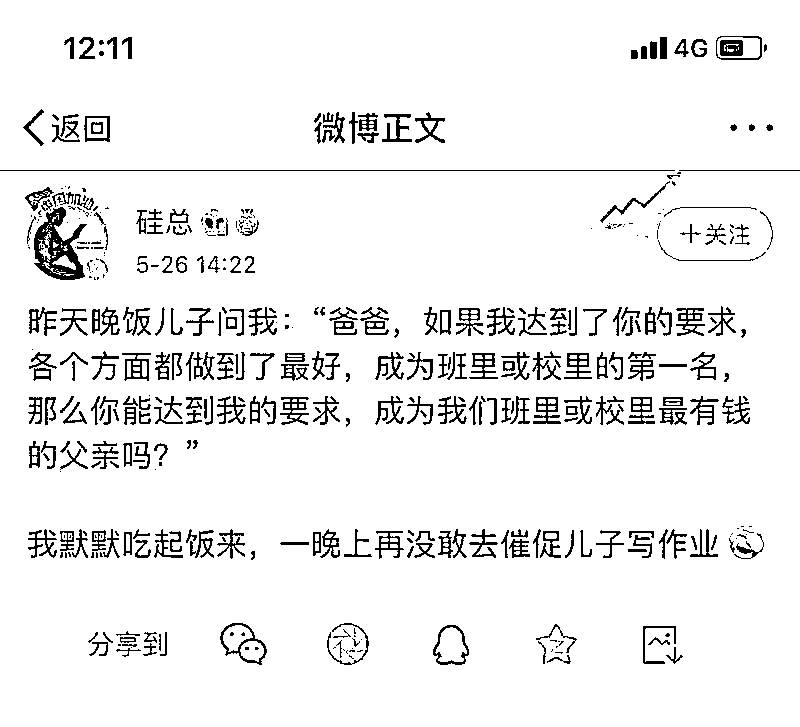 12:11
4G
返回
微博正文
硅总
+关注
5-26 14:22
昨天晚饭儿子问我：“爸爸，如果我达到了你的要求，
各个方面都做到了最好，成为班里或校里的第一名，
那么你能达到我的要求，成为我们班里或校里最有钱
的父亲吗？”
我默默吃起饭来，一晚上再没敢去催促儿子写作业
分享到